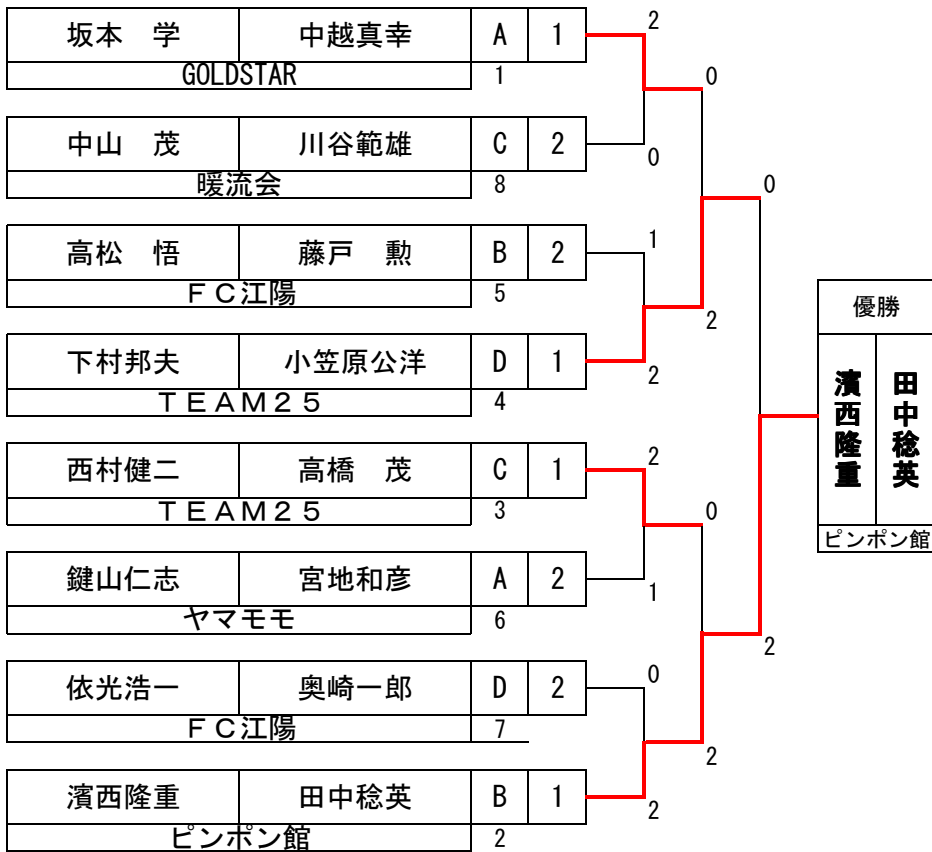 坂本　学 中越真幸 A 1
GOLDSTAR 1
中山　茂 川谷範雄 C 2
暖流会 8
高松　悟 藤戸　勲 B 2
ＦＣ江陽 5
下村邦夫 小笠原公洋 D 1
ＴＥＡＭ２５ 4
西村健二 高橋　茂 C 1
ＴＥＡＭ２５ 3
鍵山仁志 宮地和彦 A 2
ヤマモモ 6
依光浩一 奥崎一郎 D 2
ＦＣ江陽 7
濱西隆重 田中稔英 B 1
ピンポン館 2
2
0
1
2
2
1
0
2
0
2
0
2
0
2
優勝
濱西隆重
田中稔英
ピンポン館